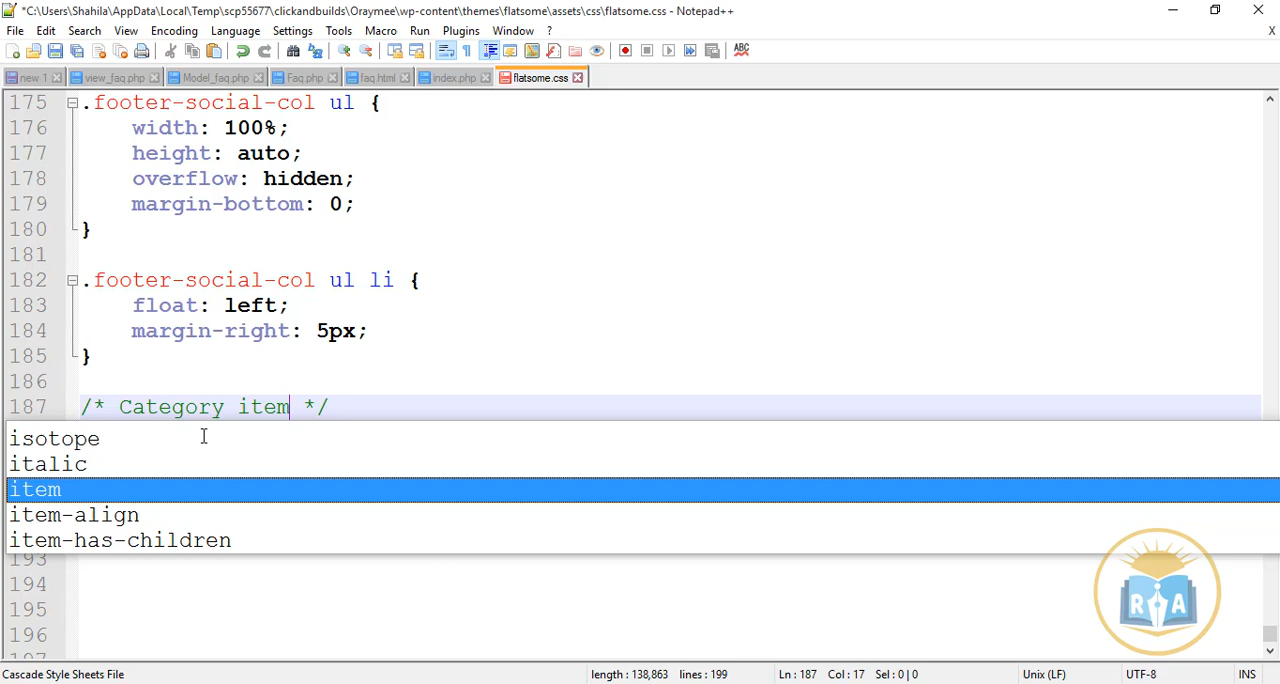 *C:\Users\Shahila\AppData\Local\Temp\scp55677\clickandbuilds\Oraymee\wp-content\themes\flatsome\assets\css\flatsome.css - Notepad++
File Edit Search View Encoding Language Settings Tools Macro Run Plugins Window ? X
new 1 view_faq.php Model_faq.php Faq.php faq.html index.php flatsome.css
175 .footer-social-col ul {
176 width: 100%;
177 height: auto;
178 overflow: hidden;
179 margin-bottom: 0;
180 }
181
182 .footer-social-col ul li {
183 float: left;
184 margin-right: 5px;
185 }
186
187 /* Category item */
isotope
italic
item
item-align
item-has-children
193
194
195
196
197
R A
Cascade Style Sheets File length : 138,863 lines : 199 Ln : 187 Col : 17 Sel : 0 | 0 Unix (LF) UTF-8 INS